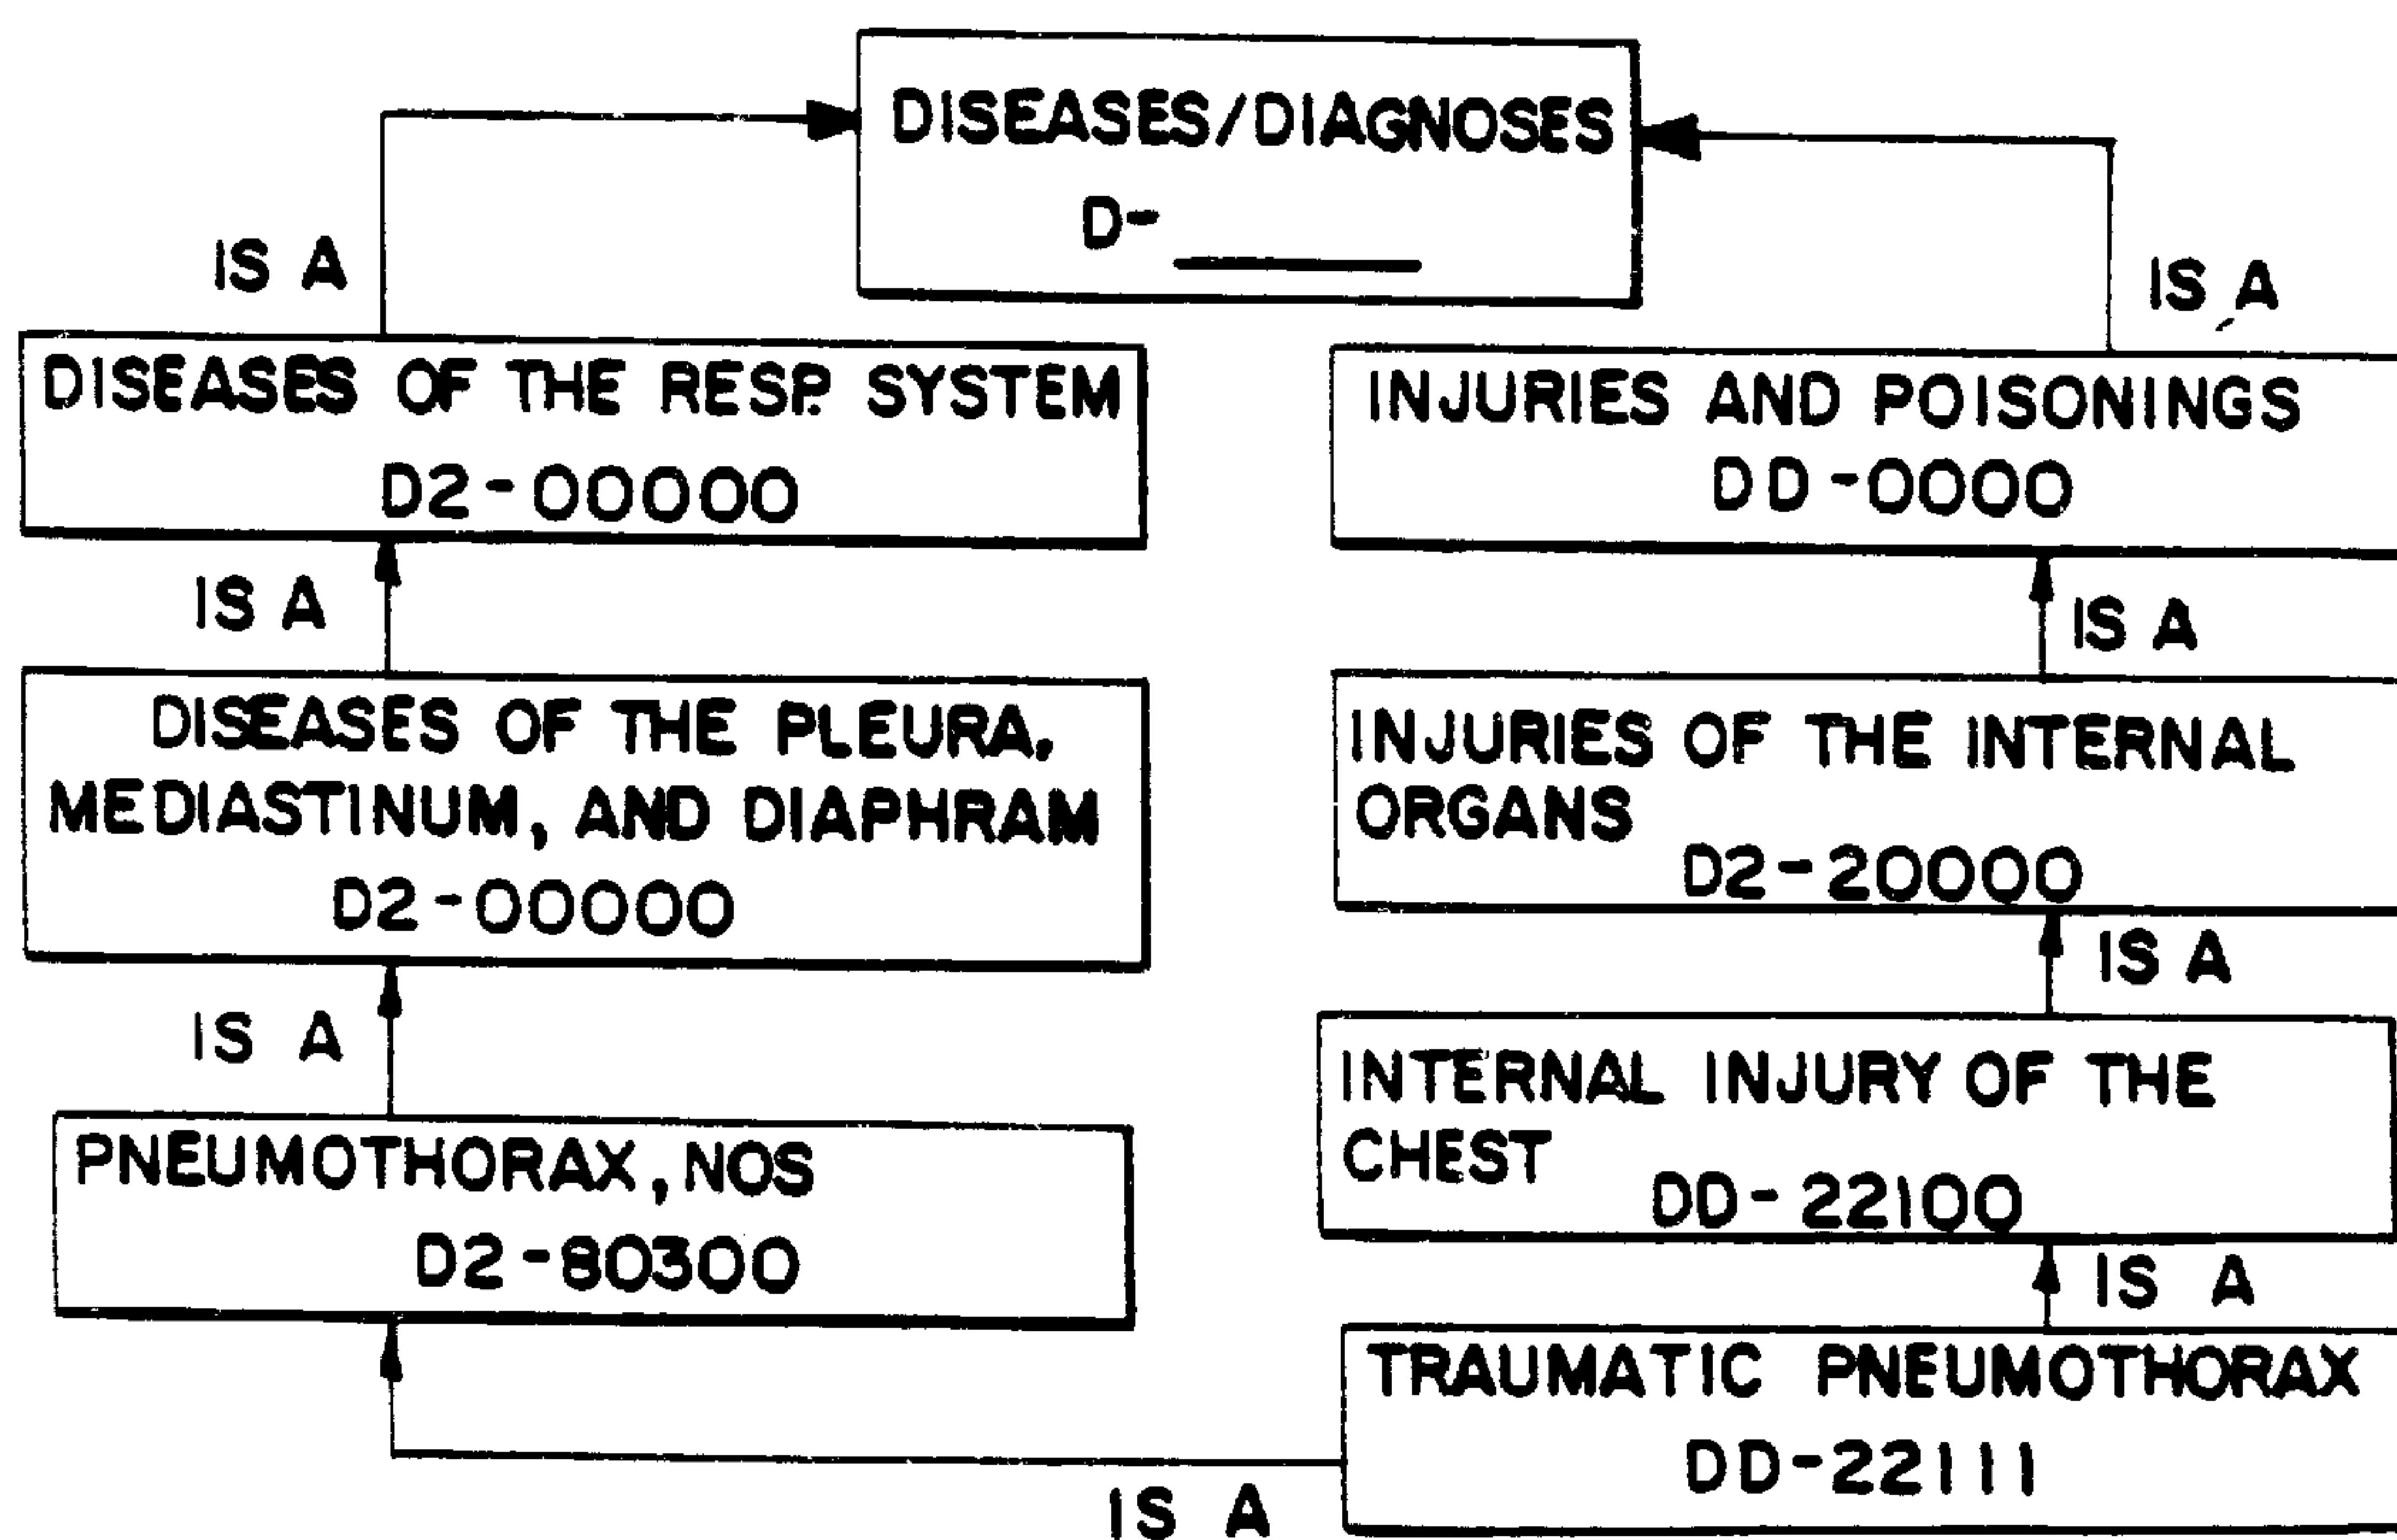 DISEASES/DIAGNOSES
D-
IS A
IS A
DISEASES OF THE RESP. SYSTEM
D2-00000
INJURIES AND POISONINGS
DD-0000
IS A
IS A
DISEASES OF THE PLEURA,
MEDIASTINUM, AND DIAPHRAM
D2-00000
INJURIES OF THE INTERNAL
ORGANS
D2-20000
IS A
IS A
INTERNAL INJURY OF THE
CHEST
DD-22100
PNEUMOTHORAX, NOS
D2-80300
IS A
TRAUMATIC PNEUMOTHORAX
DD-22111
IS A